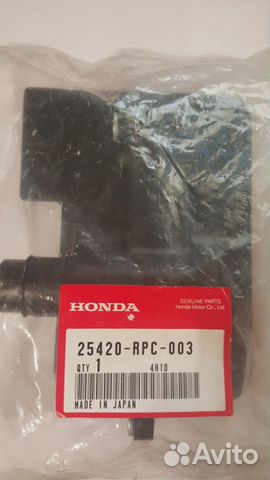 HONDA
GENUINE PARTS
Honda Motor Co., Ltd.
25420-RPC-003
QTY 1 4H10
MADE IN JAPAN
Avito